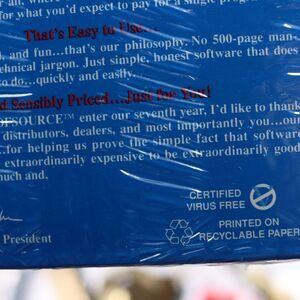 for what you'd expect to pay for a single
That's Easy to Use...
, and fun...that's our philosophy. No 500-page man-
chnical jargon. Just simple, honest software that does
to do...quickly and easily.
d Sensibly Priced...Just for You!
OSOURCE™ enter our seventh year, I'd like to thank
distributors, dealers, and most importantly you...our
...for helping us prove the simple fact that software
extraordinarily expensive to be extraordinarily good
much and,
CERTIFIED
VIRUS FREE
President
PRINTED ON
RECYCLABLE PAPER